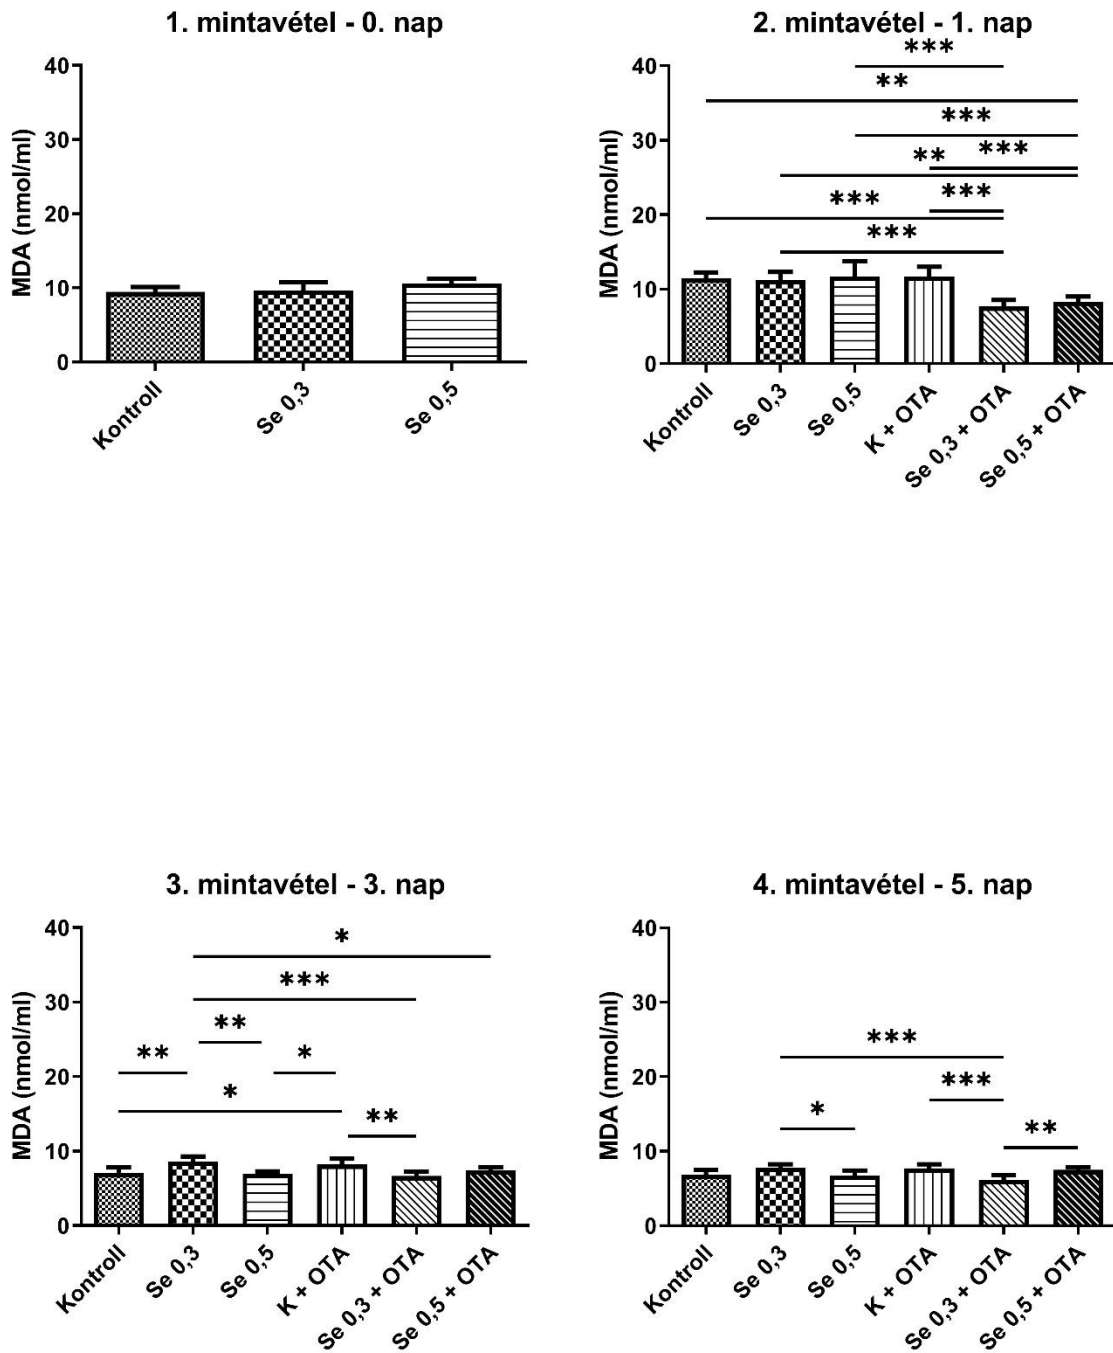 1. mintavétel - 0. nap
MDA (nmol/ml)
40
30
20
10
0
Kontroll
Se 0,3
Se 0,5
2. mintavétel - 1. nap
MDA (nmol/ml)
40
30
20
10
0
***
**
***
***
**
***
***
***
Kontroll
Se 0,3
Se 0,5
K + OTA
Se 0,3 + OTA
Se 0,5 + OTA
3. mintavétel - 3. nap
MDA (nmol/ml)
40
30
20
10
0
*
***
**
**
*
*
**
Kontroll
Se 0,3
Se 0,5
K + OTA
Se 0,3 + OTA
Se 0,5 + OTA
4. mintavétel - 5. nap
MDA (nmol/ml)
40
30
20
10
0
***
***
*
**
Kontroll
Se 0,3
Se 0,5
K + OTA
Se 0,3 + OTA
Se 0,5 + OTA